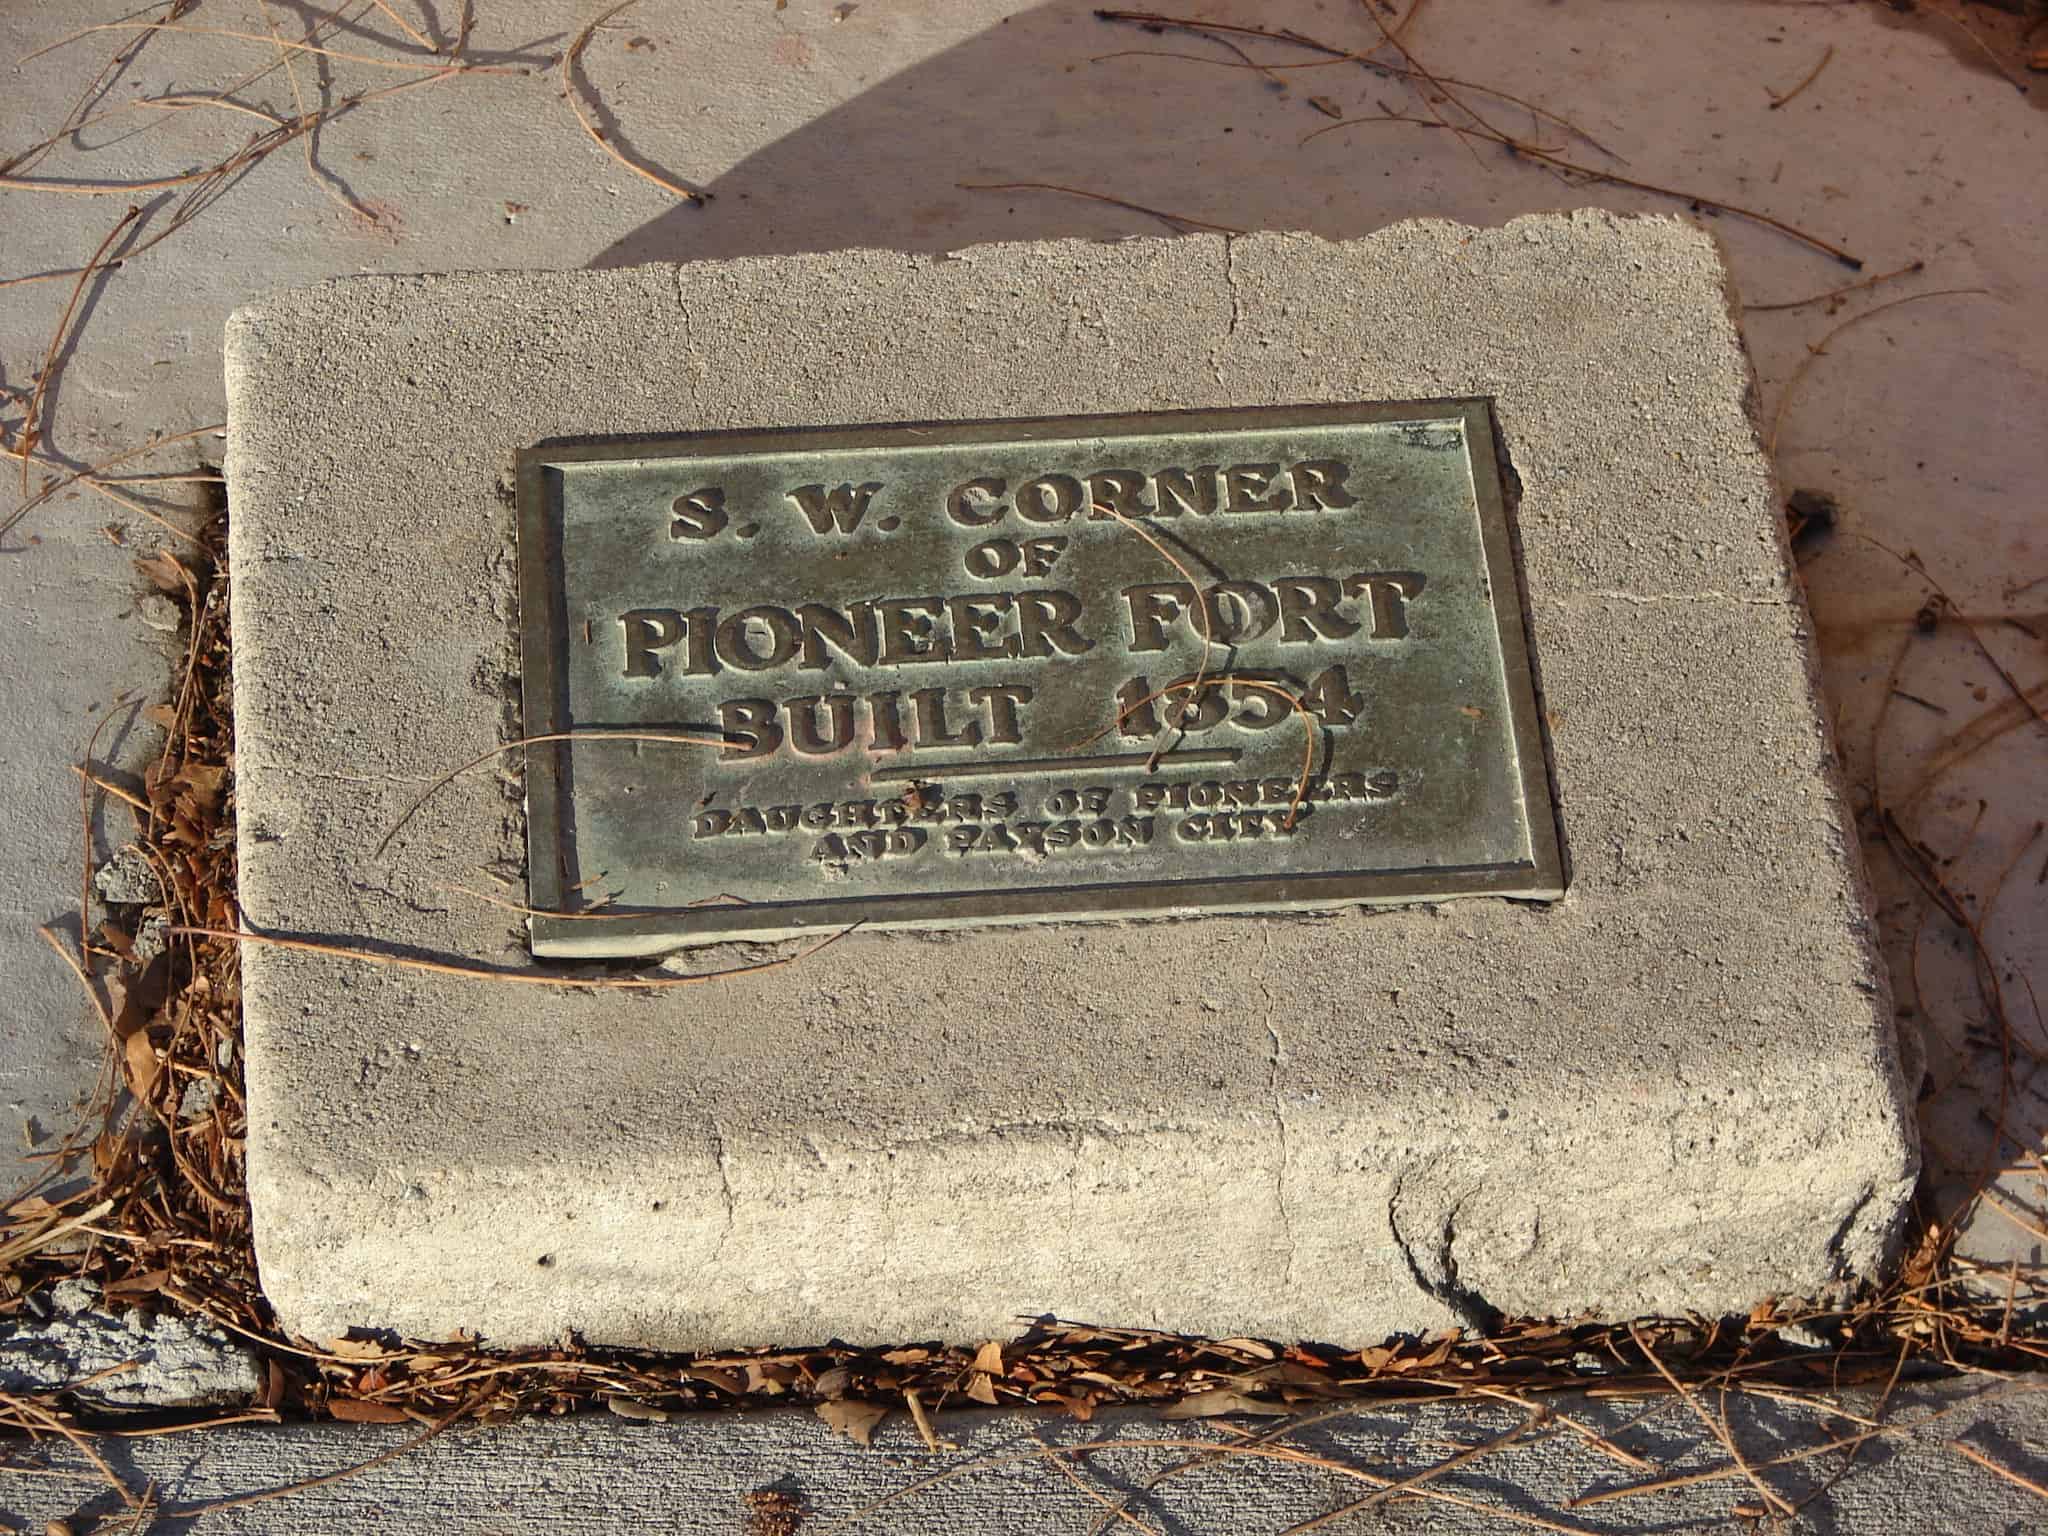 S. W. CORNER
OF
PIONEER FORT
BUILT 1854
DAUGHTERS OF PIONEERS
AND PAYSON CITY